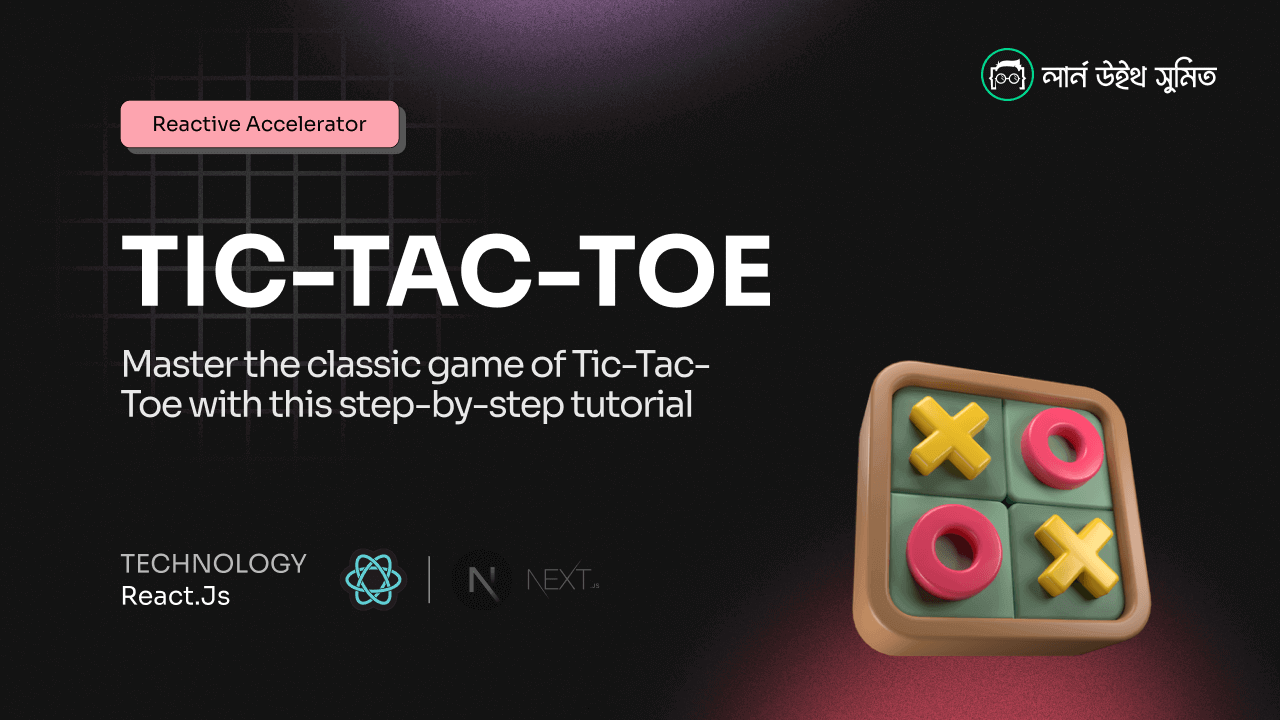 লার্ন উইথ সুমিত
Reactive Accelerator
TIC-TAC-TOE
Master the classic game of Tic-Tac-
Toe with this step-by-step tutorial
TECHNOLOGY
React.Js
N
NEXT.JS